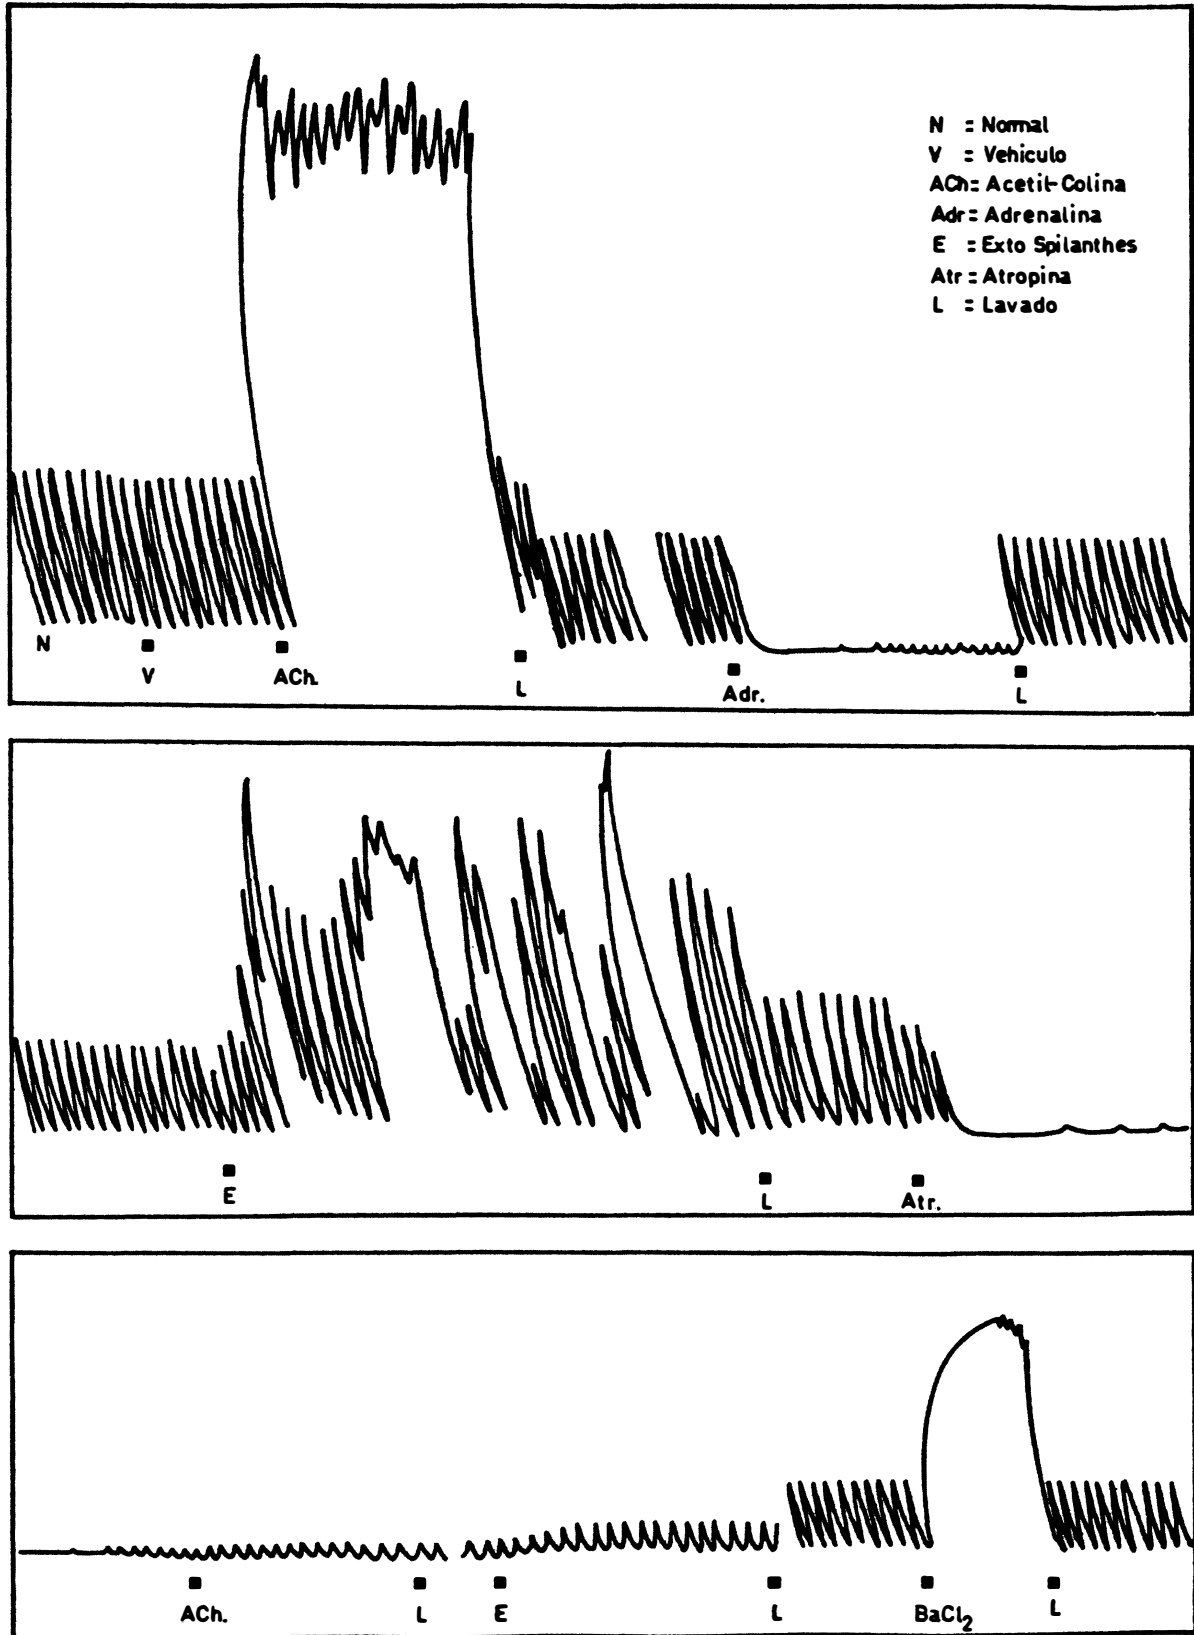 N = Normal
V = Vehiculo
ACh = Acetil-Colina
Adr = Adrenalina
E = Exto Spilanthes
Atr = Atropina
L = Lavado
N
V
ACh.
L
Adr.
L
E
L
Atr.
ACh.
L
E
L
BaCl₂
L